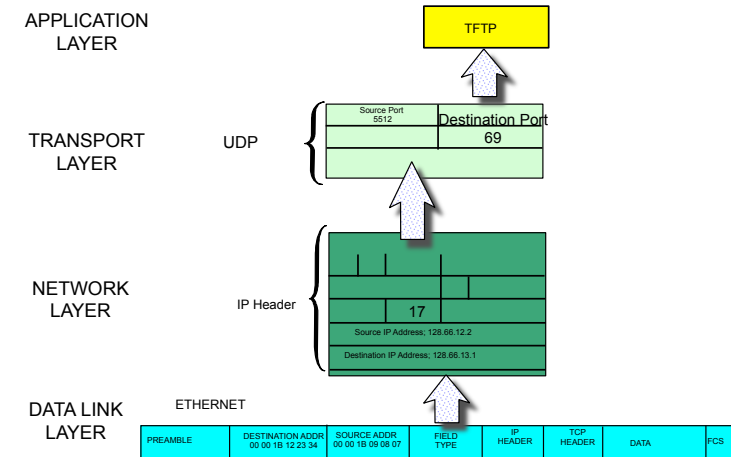 APPLICATION
LAYER
TFTP
TRANSPORT
LAYER
UDP
Source Port
5512
Destination Port
69
NETWORK
LAYER
IP Header
17
Source IP Address; 128.66.12.2
Destination IP Address; 128.66.13.1
DATA LINK
LAYER
ETHERNET
PREAMBLE
DESTINATION ADDR
00 00 1B 12 23 34
SOURCE ADDR
00 00 1B 09 08 07
FIELD
TYPE
IP
HEADER
TCP
HEADER
DATA
FCS